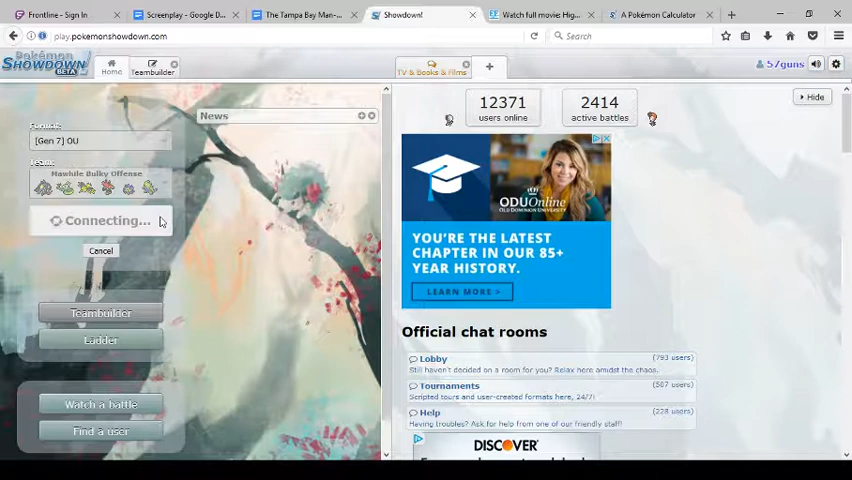 Frontline - Sign In
Screenplay - Google D...
The Tampa Bay Man-...
Showdown!
Watch full movie: Hig...
A Pokémon Calculator
play.pokemonshowdown.com
Search
Pokémon
SHOWDOWN
BETA
Home
Teambuilder
TV & Books & Films
57guns
News
12371
users online
2414
active battles
Hide
Format:
[Gen 7] OU
Team:
Mawhile Bulky Offense
Connecting...
Cancel
Teambuilder
Ladder
Watch a battle
Find a user
ODUOnline
OLD DOMINION UNIVERSITY
YOU'RE THE LATEST
CHAPTER IN OUR 85+
YEAR HISTORY.
LEARN MORE >
Official chat rooms
Lobby (793 users)
Still haven't decided on a room for you? Relax here amidst the chaos.
Tournaments (507 users)
Scripted tours and user-created formats here, 24/7!
Help (228 users)
Having troubles? Ask for help from one of our friendly staff!
DISCOVER